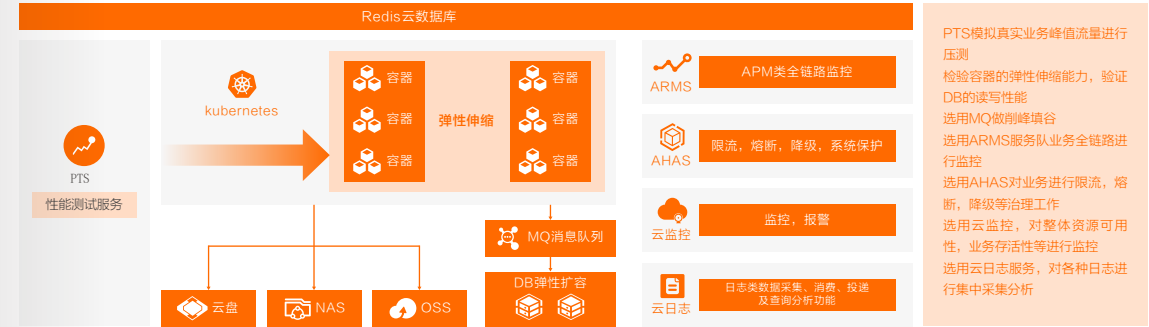 Redis云数据库
PTS
性能测试服务
kubernetes
容器
容器
容器
弹性伸缩
容器
容器
容器
MQ消息队列
DB弹性扩容
云盘
NAS
OSS
ARMS
APM类全链路监控
AHAS
限流，熔断，降级，系统保护
云监控
监控，报警
云日志
日志类数据采集、消费、投递
及查询分析功能
PTS模拟真实业务峰值流量进行
压测
检验容器的弹性伸缩能力，验证
DB的读写性能
选用MQ做削峰填谷
选用ARMS服务队业务全链路进
行监控
选用AHAS对业务进行限流，熔
断，降级等治理工作
选用云监控，对整体资源可用
性，业务存活性等进行监控
选用云日志服务，对各种日志进
行集中采集分析